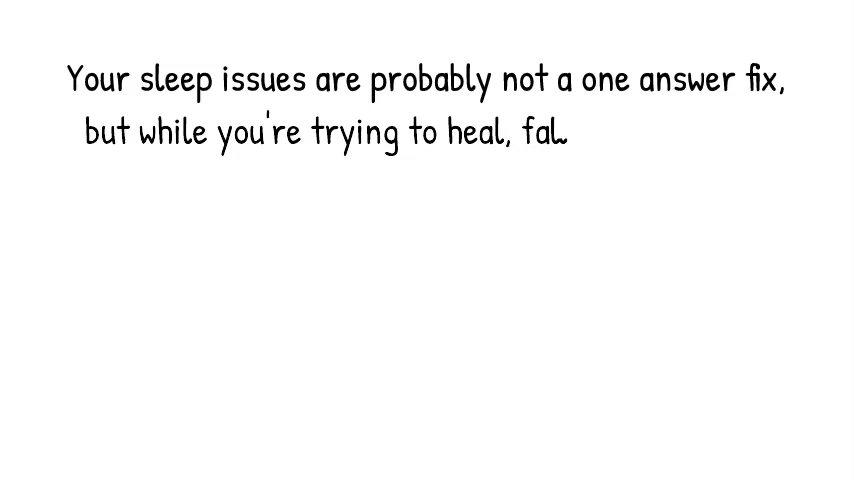 Your sleep issues are probably not a one answer fix,
but while you're trying to heal, fal